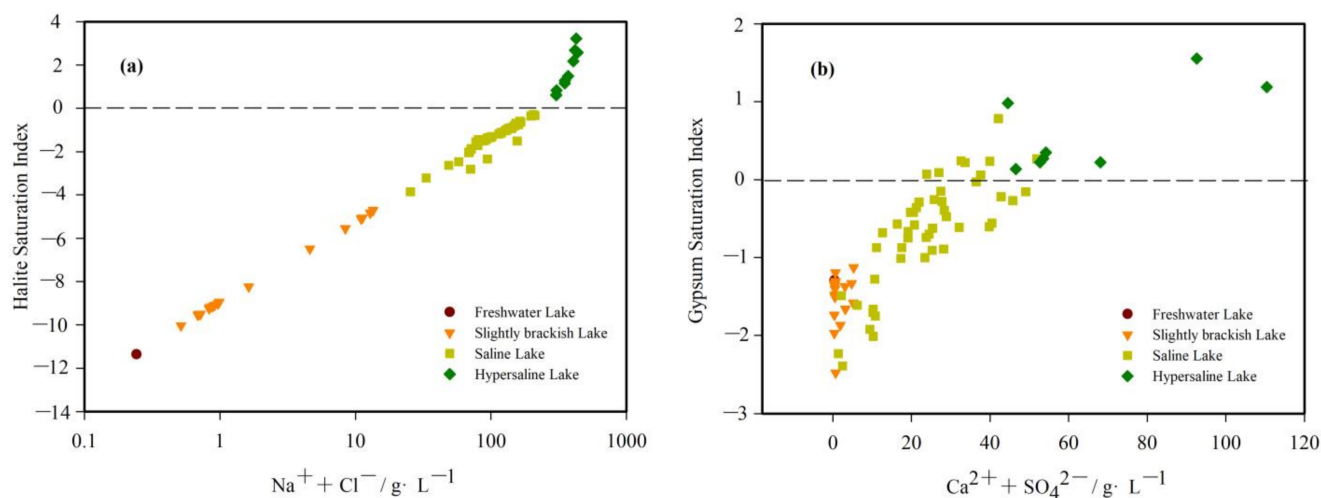 4
2
0
−2
−4
−6
−8
−10
−12
−14
0.1
1
10
100
1000
Halite Saturation Index
Na⁺ + Cl⁻ / g· L⁻¹
(a)
Freshwater Lake
Slightly brackish Lake
Saline Lake
Hypersaline Lake
2
1
0
−1
−2
−3
0
20
40
60
80
100
120
Gypsum Saturation Index
Ca²⁺ + SO₄²⁻ / g· L⁻¹
(b)
Freshwater Lake
Slightly brackish Lake
Saline Lake
Hypersaline Lake